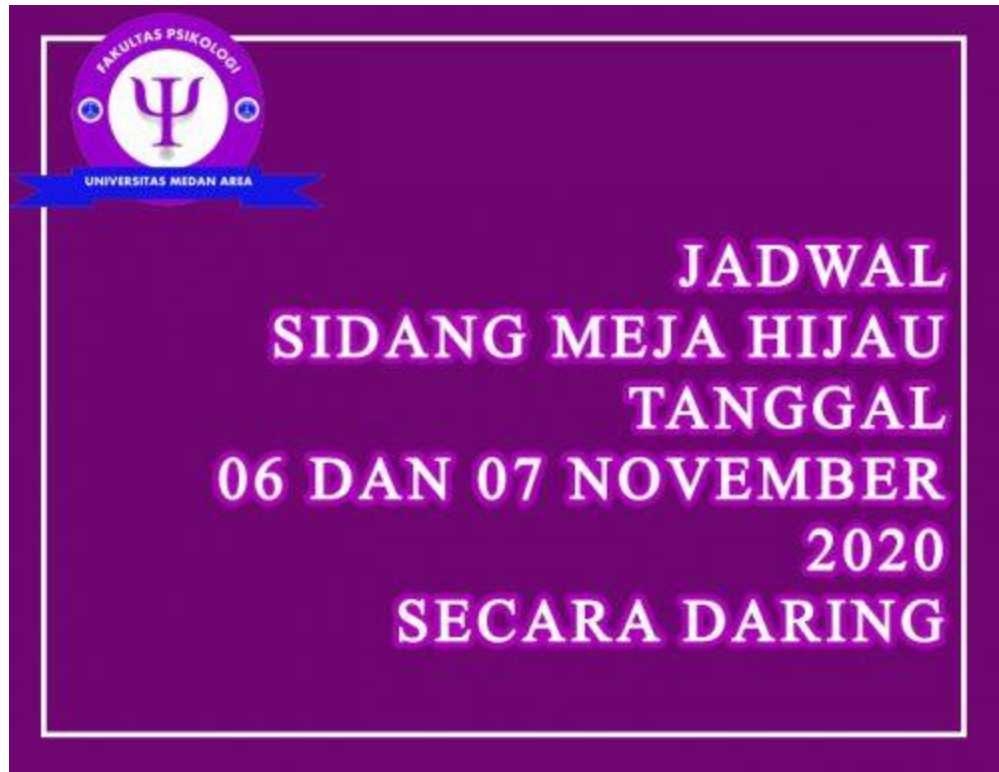 FAKULTAS PSIKOLOGI
UNIVERSITAS MEDAN AREA
JADWAL
SIDANG MEJA HIJAU
TANGGAL
06 DAN 07 NOVEMBER
2020
SECARA DARING